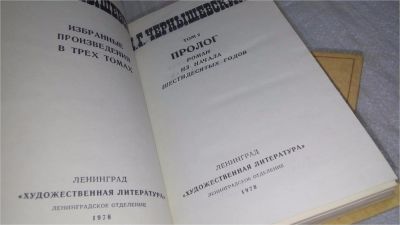 ИЗБРАННЫЕ
ПРОИЗВЕДЕНИЯ
В ТРЕХ ТОМАХ
ЛЕНИНГРАД
«ХУДОЖЕСТВЕННАЯ ЛИТЕРАТУРА»
ЛЕНИНГРАДСКОЕ ОТДЕЛЕНИЕ
1978
.Г. ЧЕРНЫШЕВСКИЙ
ТОМ 2
ПРОЛОГ
РОМАН
ИЗ НАЧАЛА
ШЕСТИДЕСЯТЫХ ГОДОВ
ЛЕНИНГРАД
«ХУДОЖЕСТВЕННАЯ ЛИТЕРАТУРА»
ЛЕНИНГРАДСКОЕ ОТДЕЛЕНИЕ
1978